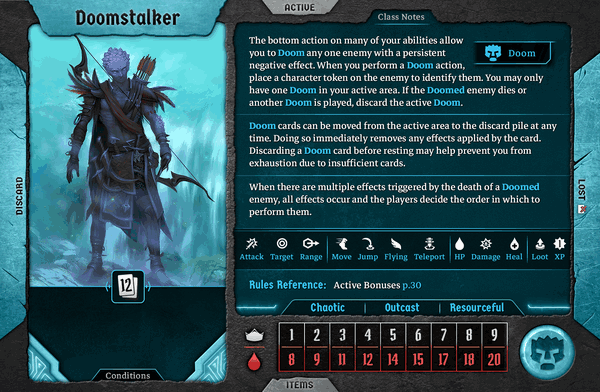 ACTIVE
Doomstalker
Class Notes
The bottom action on many of your abilities allow
you to Doom any one enemy with a persistent
negative effect. When you perform a Doom action,
place a character token on the enemy to identify them. You may only
have one Doom in your active area. If the Doomed enemy dies or
another Doom is played, discard the active Doom.
Doom
Doom cards can be moved from the active area to the discard pile at any
time. Doing so immediately removes any effects applied by the card.
Discarding a Doom card before resting may help prevent you from
exhaustion due to insufficient cards.
When there are multiple effects triggered by the death of a Doomed
enemy, all effects occur and the players decide the order in which to
perform them.
DISCARD
LOST
Attack Target Range Move Jump Flying Teleport HP Damage Heal Loot XP
12
Rules Reference: Active Bonuses p.30
Chaotic Outcast Resourceful
1 2 3 4 5 6 7 8 9
8 9 11 12 14 15 17 18 20
Conditions
ITEMS